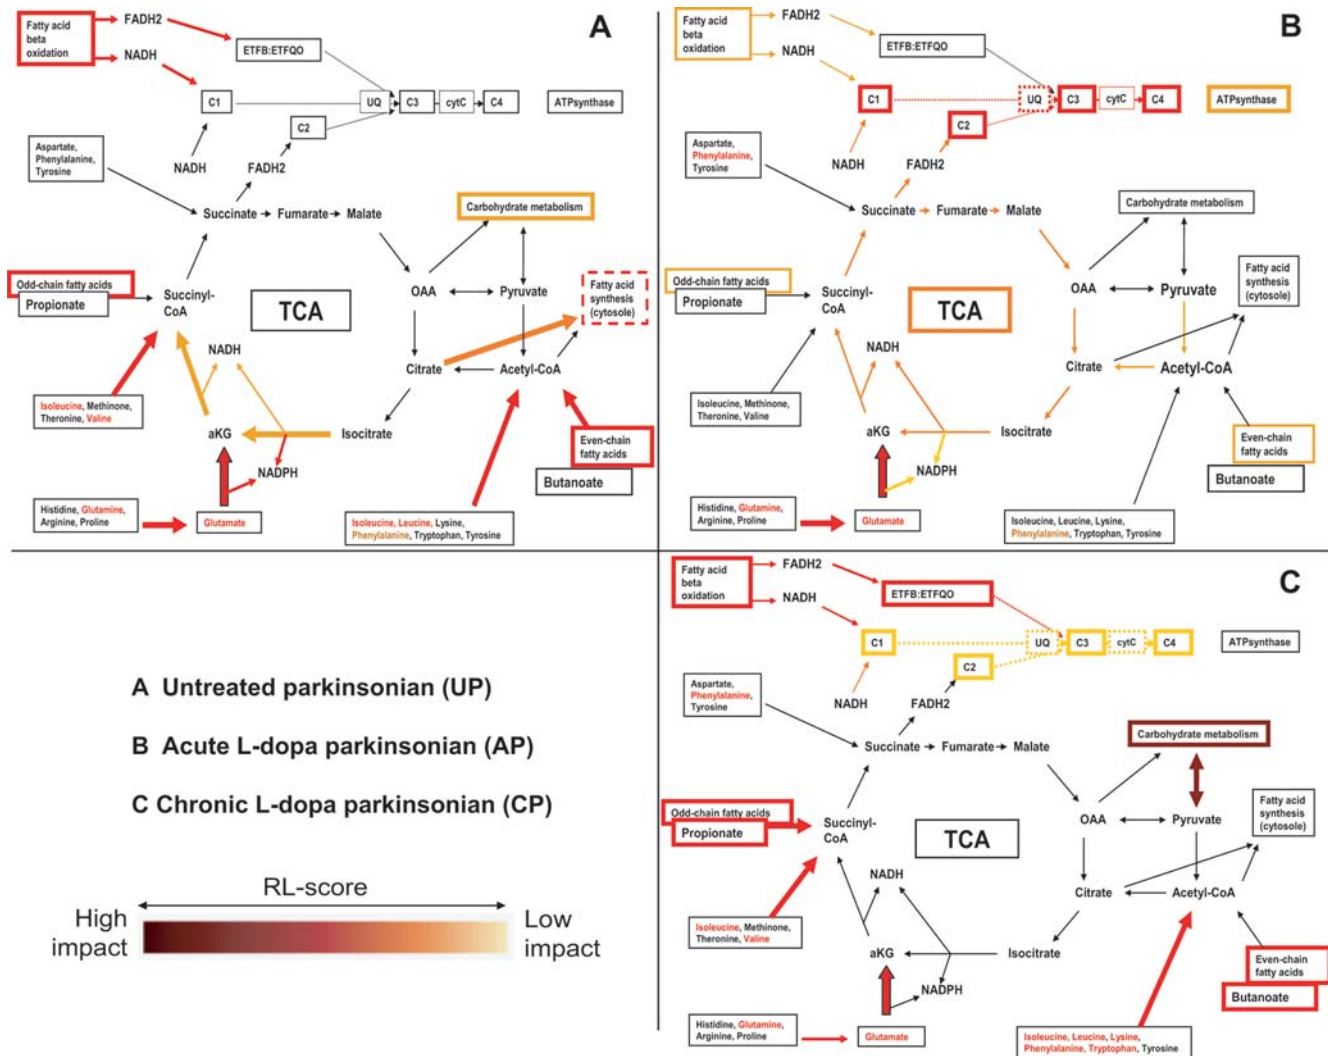 A
Fatty acid
beta
oxidation
FADH2
NADH
ETFB:ETFQO
C1
UQ
C3
cytC
C4
ATPsynthase
C2
Aspartate,
Phenylalanine,
Tyrosine
NADH
FADH2
Succinate
Fumarate
Malate
Carbohydrate metabolism
Odd-chain fatty acids
Propionate
Succinyl-
CoA
TCA
OAA
Pyruvate
Fatty acid
synthesis
(cytosole)
NADH
Citrate
Acetyl-CoA
Isoleucine, Methinone,
Theronine, Valine
aKG
Isocitrate
NADPH
Even-chain
fatty acids
Butanoate
Histidine, Glutamine,
Arginine, Proline
Glutamate
Isoleucine, Leucine, Lysine,
Phenylalanine, Tryptophan, Tyrosine
B
Fatty acid
beta
oxidation
FADH2
NADH
ETFB:ETFQO
C1
UQ
C3
cytC
C4
ATPsynthase
C2
Aspartate,
Phenylalanine,
Tyrosine
NADH
FADH2
Succinate
Fumarate
Malate
Carbohydrate metabolism
Odd-chain fatty acids
Propionate
Succinyl-
CoA
TCA
OAA
Pyruvate
Fatty acid
synthesis
(cytosole)
NADH
Citrate
Acetyl-CoA
Isoleucine, Methinone,
Theronine, Valine
aKG
Isocitrate
NADPH
Even-chain
fatty acids
Butanoate
Histidine, Glutamine,
Arginine, Proline
Glutamate
Isoleucine, Leucine, Lysine,
Phenylalanine, Tryptophan, Tyrosine
A Untreated parkinsonian (UP)
B Acute L-dopa parkinsonian (AP)
C Chronic L-dopa parkinsonian (CP)
RL-score
High
impact
Low
impact
C
Fatty acid
beta
oxidation
FADH2
NADH
ETFB:ETFQO
C1
UQ
C3
cytC
C4
ATPsynthase
C2
Aspartate,
Phenylalanine,
Tyrosine
NADH
FADH2
Succinate
Fumarate
Malate
Carbohydrate metabolism
Odd-chain fatty acids
Propionate
Succinyl-
CoA
TCA
OAA
Pyruvate
Fatty acid
synthesis
(cytosole)
NADH
Citrate
Acetyl-CoA
Isoleucine, Methinone,
Theronine, Valine
aKG
Isocitrate
NADPH
Even-chain
fatty acids
Butanoate
Histidine, Glutamine,
Arginine, Proline
Glutamate
Isoleucine, Leucine, Lysine,
Phenylalanine, Tryptophan, Tyrosine